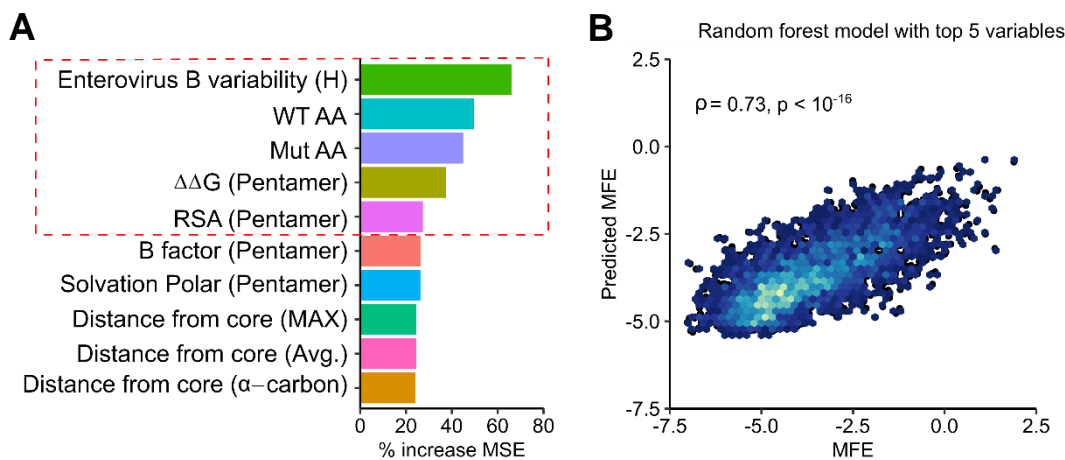 A
Enterovirus B variability (H)
WT AA
Mut AA
ΔΔG (Pentamer)
RSA (Pentamer)
B factor (Pentamer)
Solvation Polar (Pentamer)
Distance from core (MAX)
Distance from core (Avg.)
Distance from core (α−carbon)
0 20 40 60 80
% increase MSE
B
Random forest model with top 5 variables
ρ = 0.73, p < 10⁻¹⁶
2.5
0.0
-2.5
-5.0
-7.5
Predicted MFE
-7.5 -5.0 -2.5 0.0 2.5
MFE